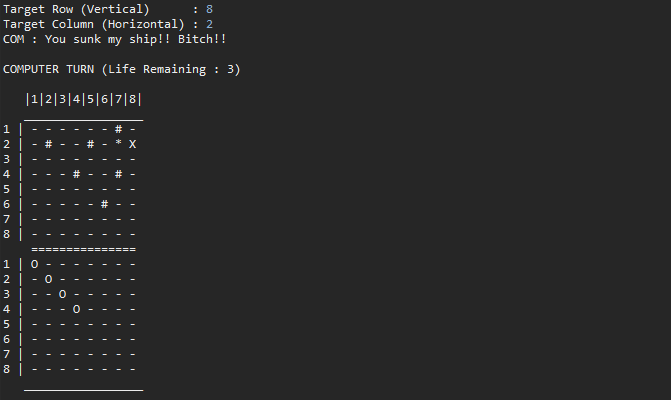 Target Row (Vertical)      : 8
Target Column (Horizontal) : 2
COM : You sunk my ship!! Bitch!!
COMPUTER TURN (Life Remaining : 3)
|1|2|3|4|5|6|7|8|
_________________
1 | - - - - - - # -
2 | - # - - # - * X
3 | - - - - - - - -
4 | - - - # - - # -
5 | - - - - - - - -
6 | - - - - - # - -
7 | - - - - - - - -
8 | - - - - - - - -
===============
1 | O - - - - - - -
2 | - O - - - - - -
3 | - - O - - - - -
4 | - - - O - - - -
5 | - - - - - - - -
6 | - - - - - - - -
7 | - - - - - - - -
8 | - - - - - - - -
_________________